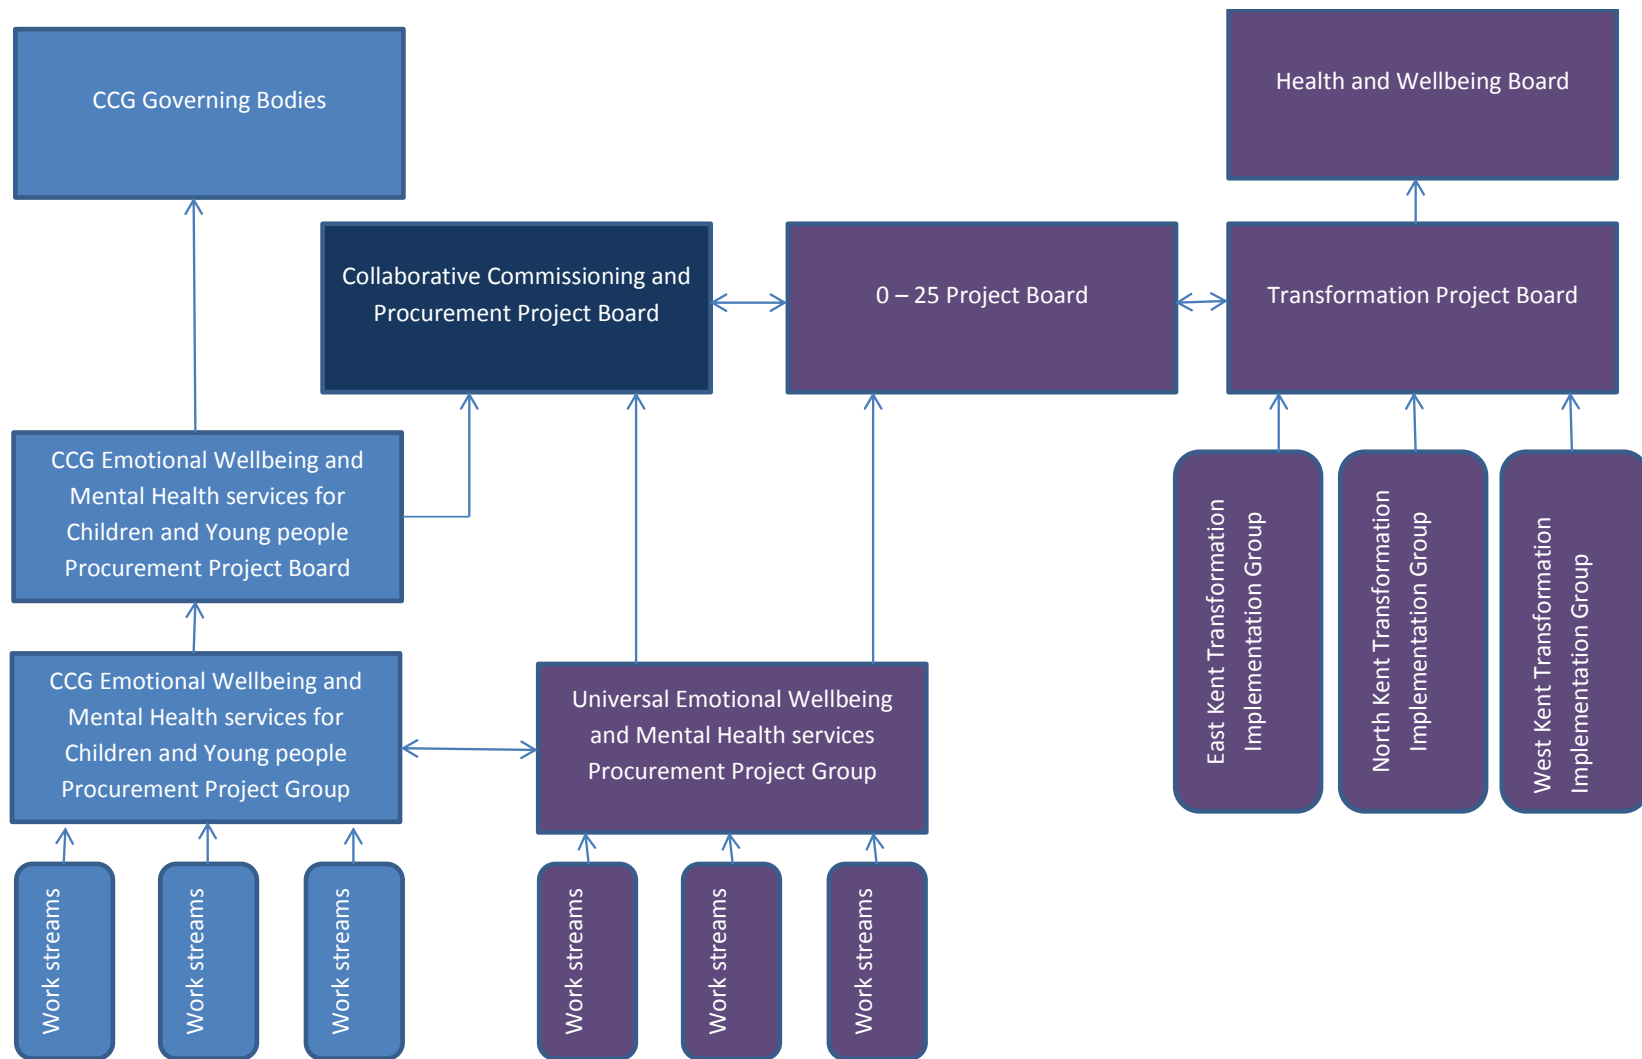 CCG Governing Bodies
Health and Wellbeing Board
Collaborative Commissioning and
Procurement Project Board
0 – 25 Project Board
Transformation Project Board
CCG Emotional Wellbeing and
Mental Health services for
Children and Young people
Procurement Project Board
East Kent Transformation
Implementation Group
North Kent Transformation
Implementation Group
West Kent Transformation
Implementation Group
CCG Emotional Wellbeing and
Mental Health services for
Children and Young people
Procurement Project Group
Universal Emotional Wellbeing
and Mental Health services
Procurement Project Group
Work streams
Work streams
Work streams
Work streams
Work streams
Work streams